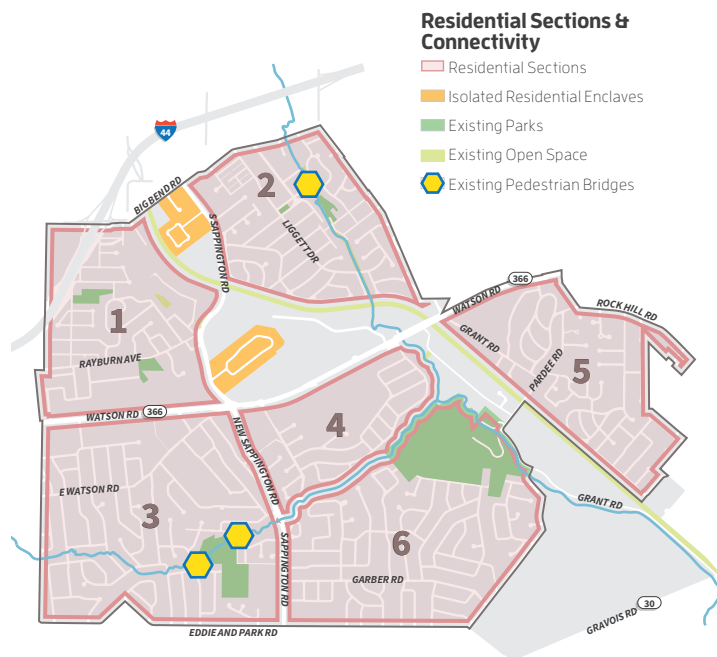 Residential Sections &
Connectivity
Residential Sections
Isolated Residential Enclaves
Existing Parks
Existing Open Space
Existing Pedestrian Bridges
44
BIG BEND RD
2
S SAPPINGTON RD
LIGGETT DR
366
WATSON RD
ROCK HILL RD
GRANT RD
1
PARDEE RD
5
RAYBURN AVE
WATSON RD
366
NEW SAPPINGTON RD
4
E WATSON RD
3
GRANT RD
SAPPINGTON RD
6
GARBER RD
30
GRAVOIS RD
EDDIE AND PARK RD